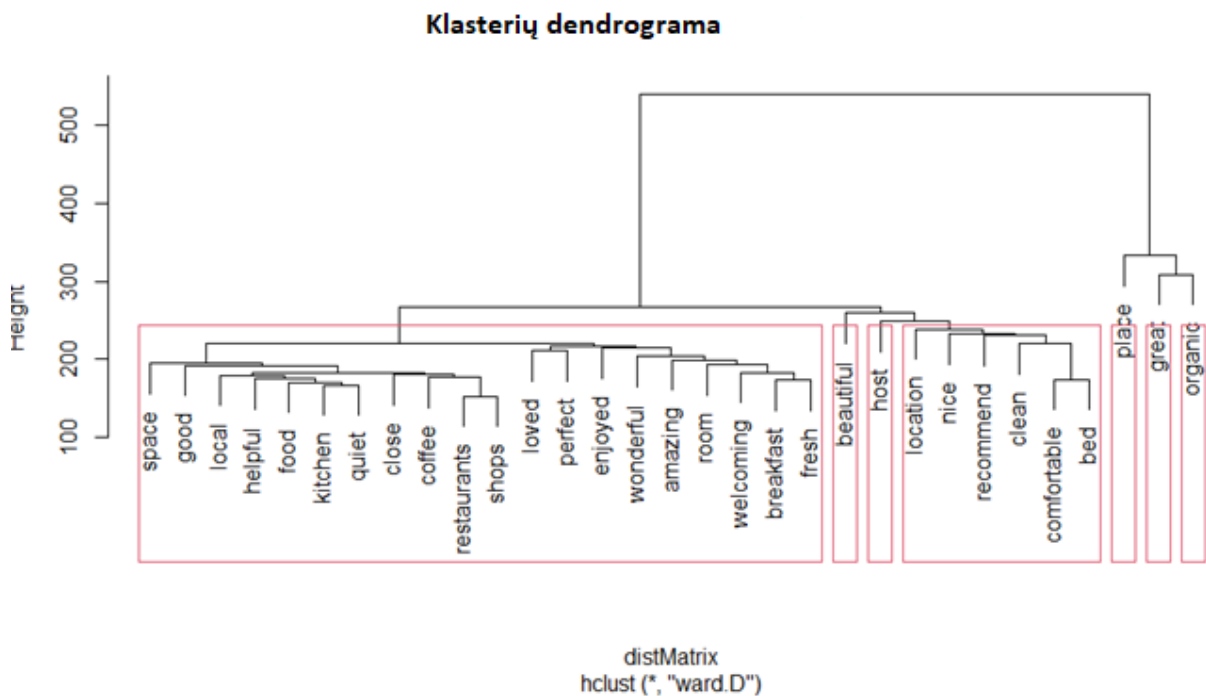 Klasterių dendrograma
Height
500
400
300
200
100
space
good
local
helpful
food
kitchen
quiet
close
coffee
restaurants
shops
loved
perfect
enjoyed
wonderful
amazing
room
welcoming
breakfast
fresh
beautiful
host
location
nice
recommend
clean
comfortable
bed
place
great
organic
distMatrix
hclust (*, "ward.D")